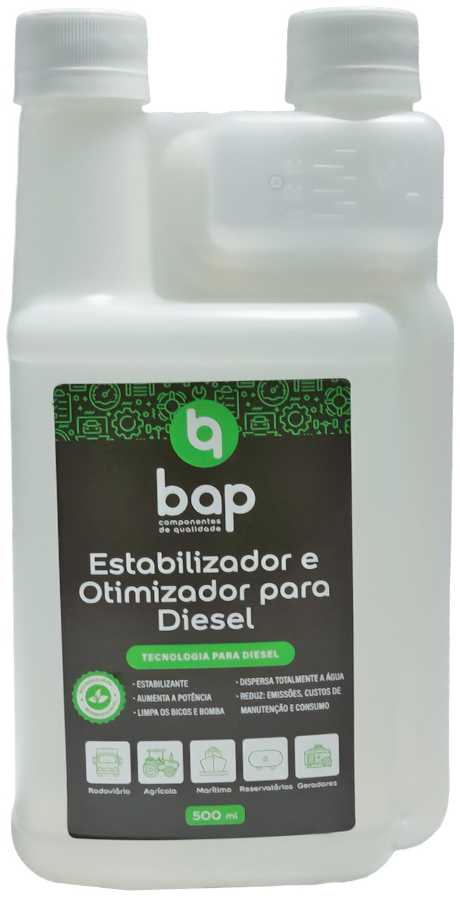 bap
componentes
de qualidade
Estabilizador e
Otimizador para
Diesel
TECNOLOGIA PARA DIESEL
• ESTABILIZANTE
• AUMENTA A POTÊNCIA
• LIMPA OS BICOS E BOMBA
• DISPERSA TOTALMENTE A ÁGUA
• REDUZ: EMISSÕES, CUSTOS DE
MANUTENÇÃO E CONSUMO
Rodoviário Agrícola Marítimo Reservatórios Geradores
500 ml